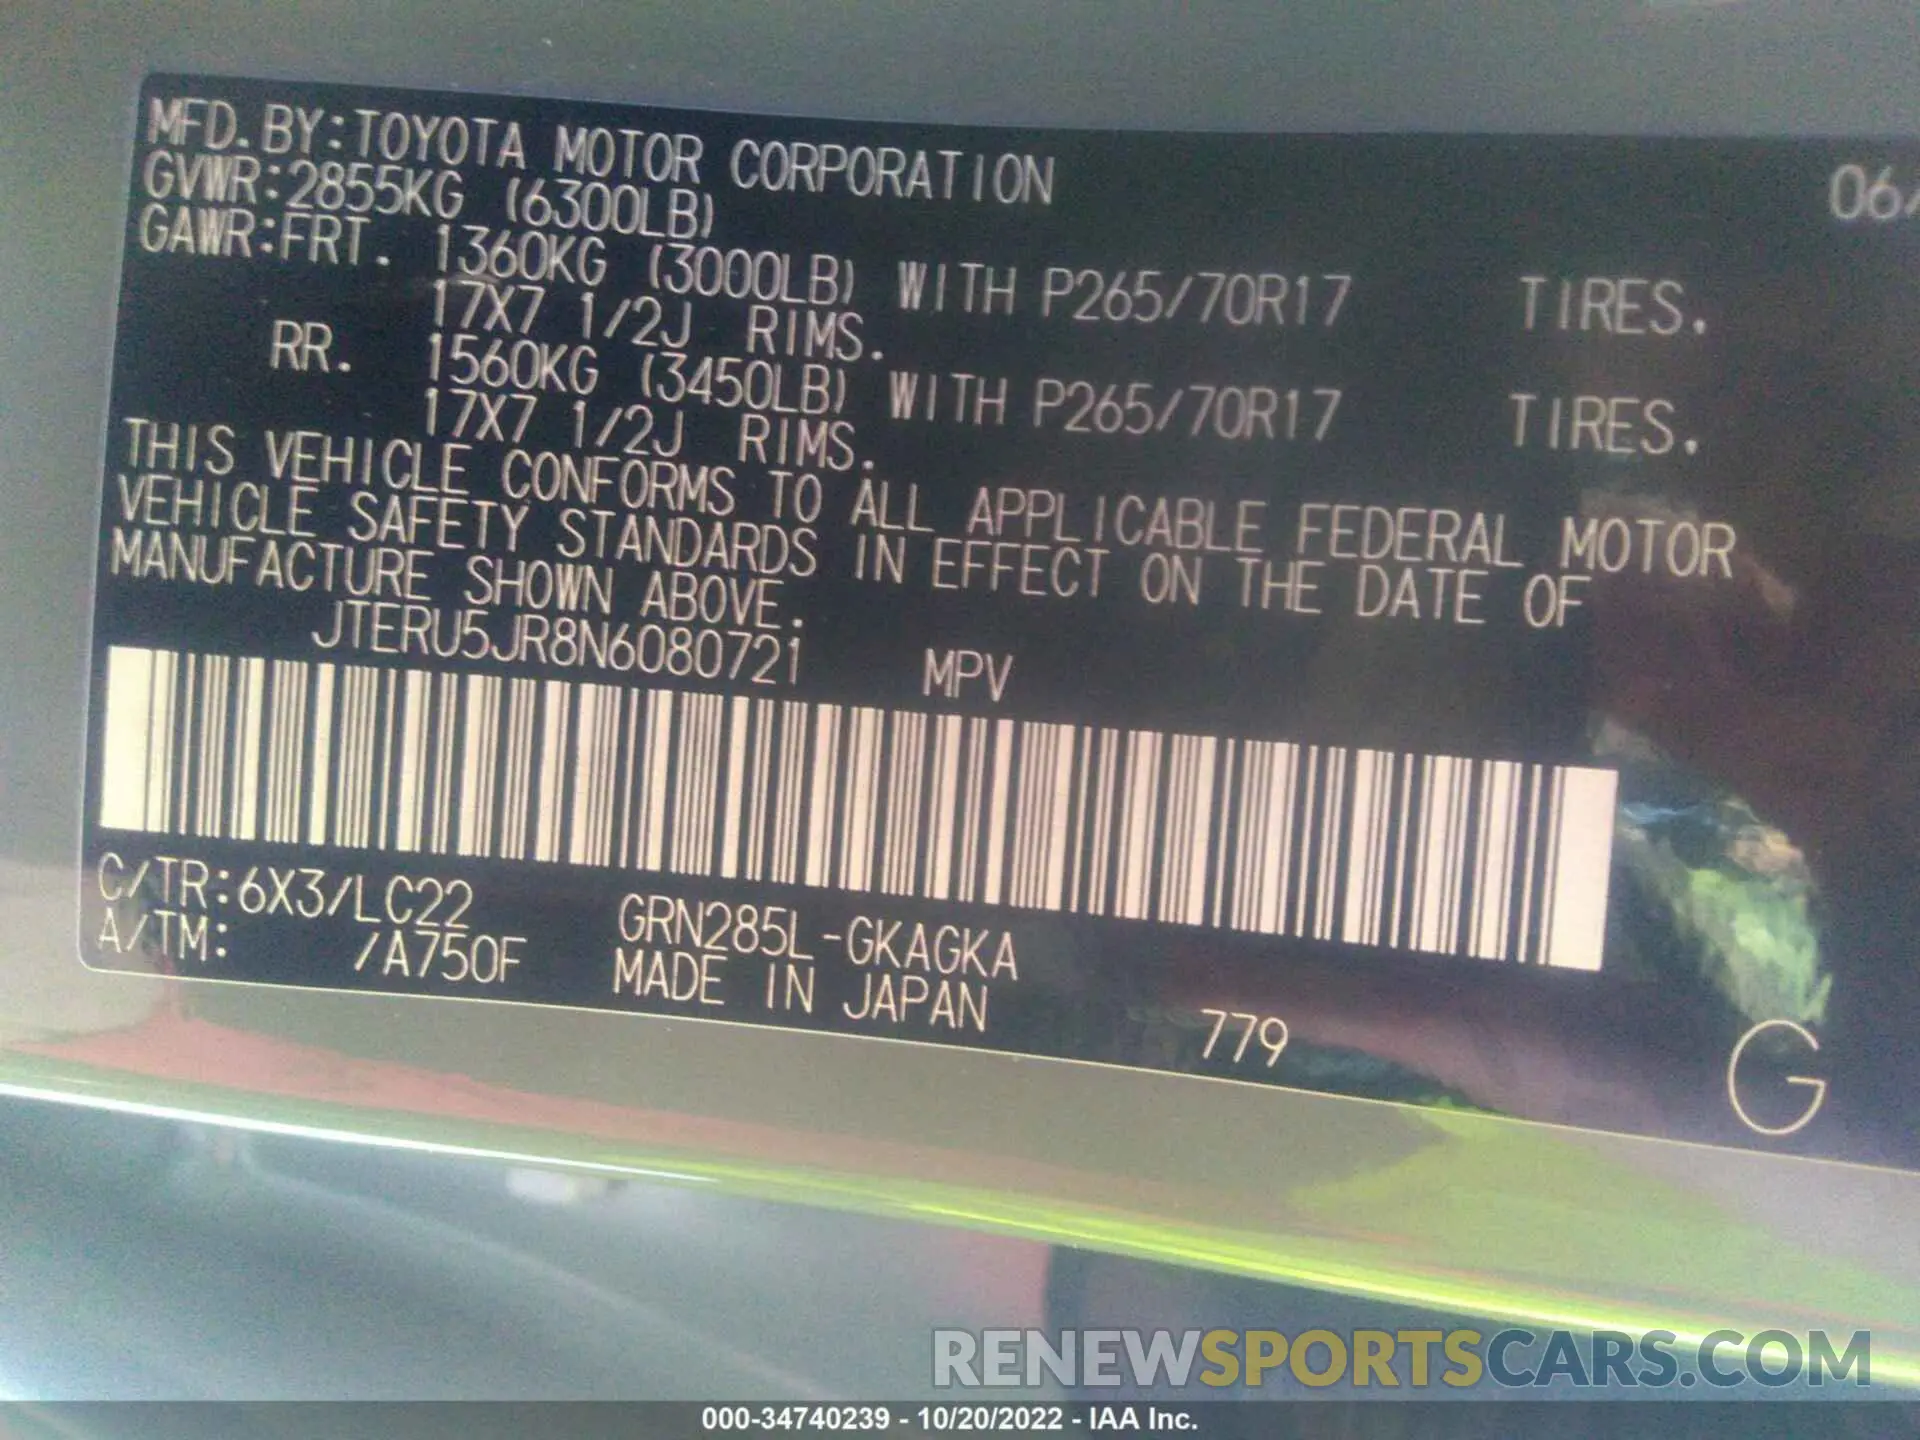 MFD.BY:TOYOTA MOTOR CORPORATION 06/
GVWR:2855KG (6300LB)
GAWR:FRT. 1360KG (3000LB) WITH P265/70R17 TIRES.
17X7 1/2J RIMS.
RR. 1560KG (3450LB) WITH P265/70R17 TIRES.
17X7 1/2J RIMS.
THIS VEHICLE CONFORMS TO ALL APPLICABLE FEDERAL MOTOR
VEHICLE SAFETY STANDARDS IN EFFECT ON THE DATE OF
MANUFACTURE SHOWN ABOVE.
JTERU5JR8N6080721 MPV
C/TR:6X3/LC22 GRN285L-GKAGKA
A/TM: /A750F MADE IN JAPAN 779 G
RENEWSPORTSCARS.COM
000-34740239 - 10/20/2022 - IAA Inc.